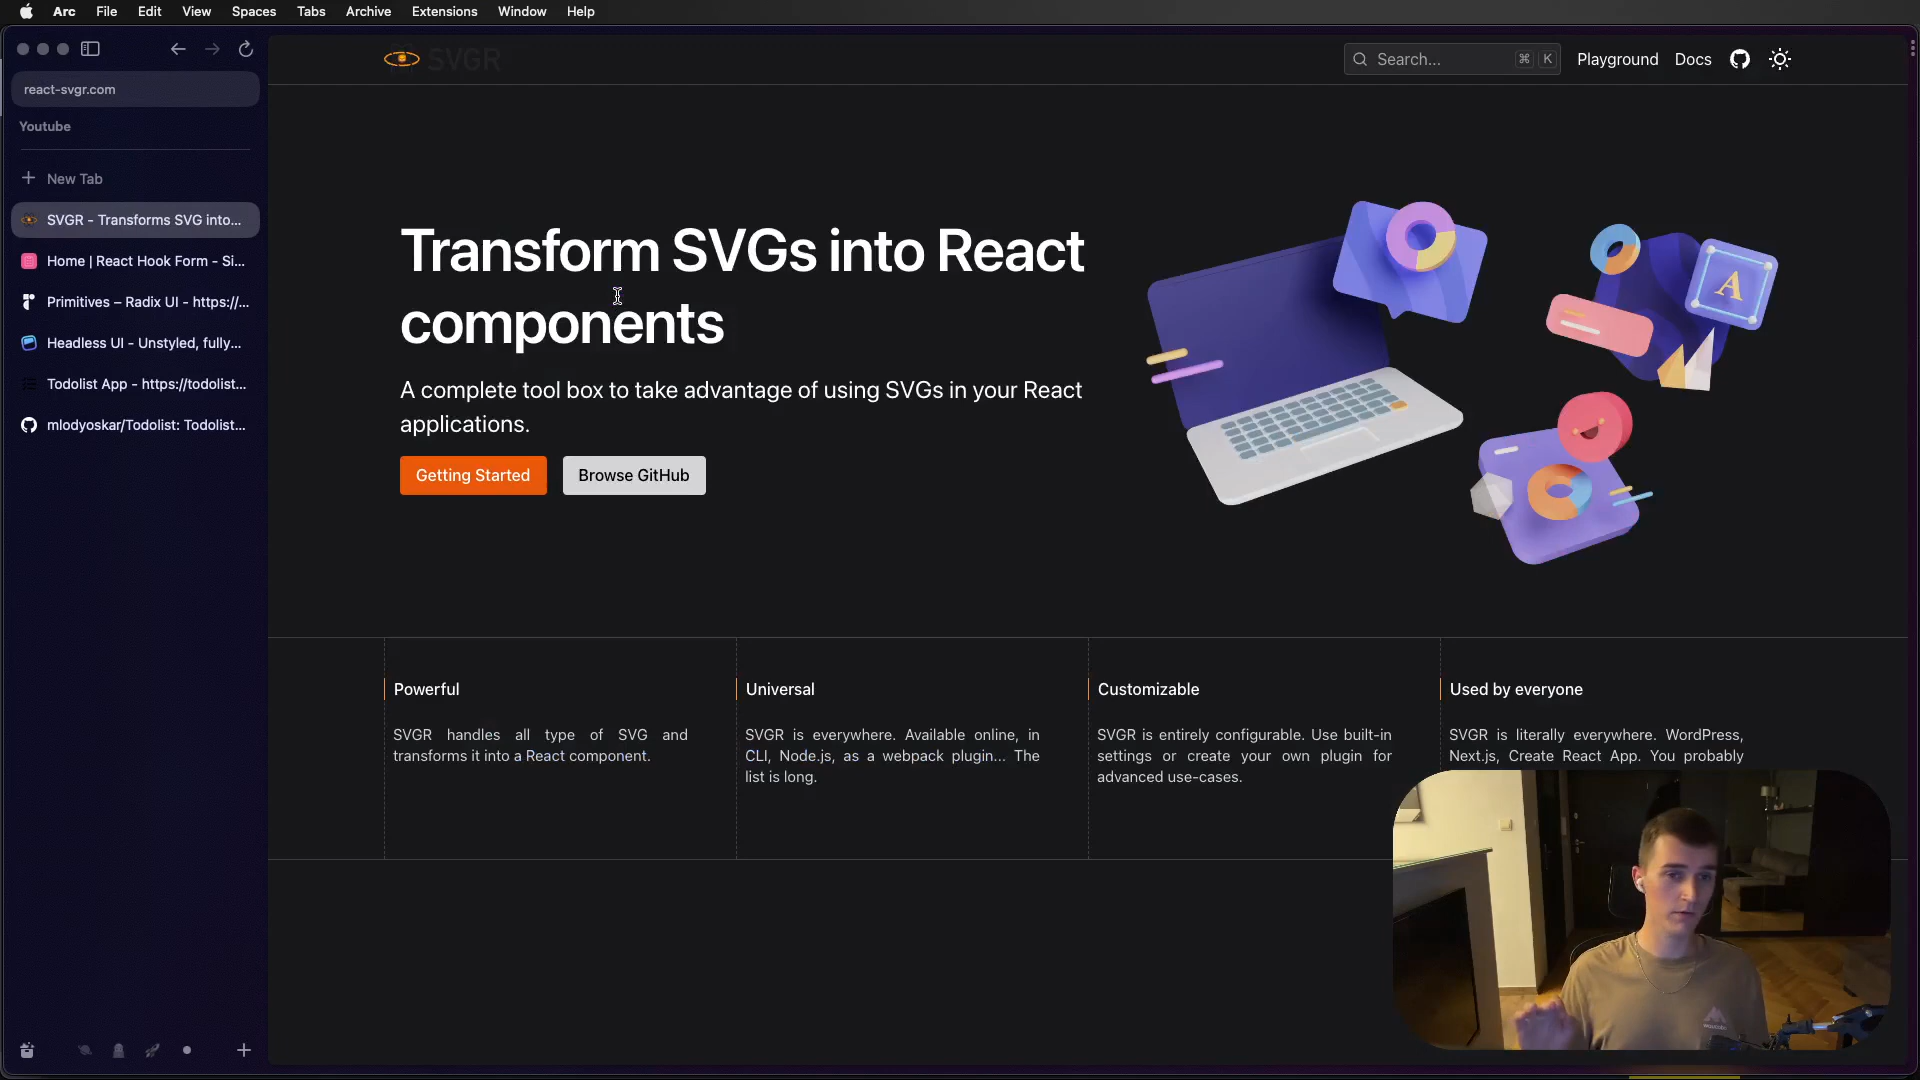 Arc File Edit View Spaces Tabs Archive Extensions Window Help
react-svgr.com
Youtube
New Tab
SVGR - Transforms SVG into...
Home | React Hook Form - Si...
Primitives – Radix UI - https://...
Headless UI - Unstyled, fully...
Todolist App - https://todolist...
mlodyoskar/Todolist: Todolist...
SVGR
Search... ⌘ K
Playground Docs
Transform SVGs into React
components
A complete tool box to take advantage of using SVGs in your React
applications.
Getting Started Browse GitHub
A
Powerful
SVGR handles all type of SVG and
transforms it into a React component.
Universal
SVGR is everywhere. Available online, in
CLI, Node.js, as a webpack plugin... The
list is long.
Customizable
SVGR is entirely configurable. Use built-in
settings or create your own plugin for
advanced use-cases.
Used by everyone
SVGR is literally everywhere. WordPress,
Next.js, Create React App. You probably